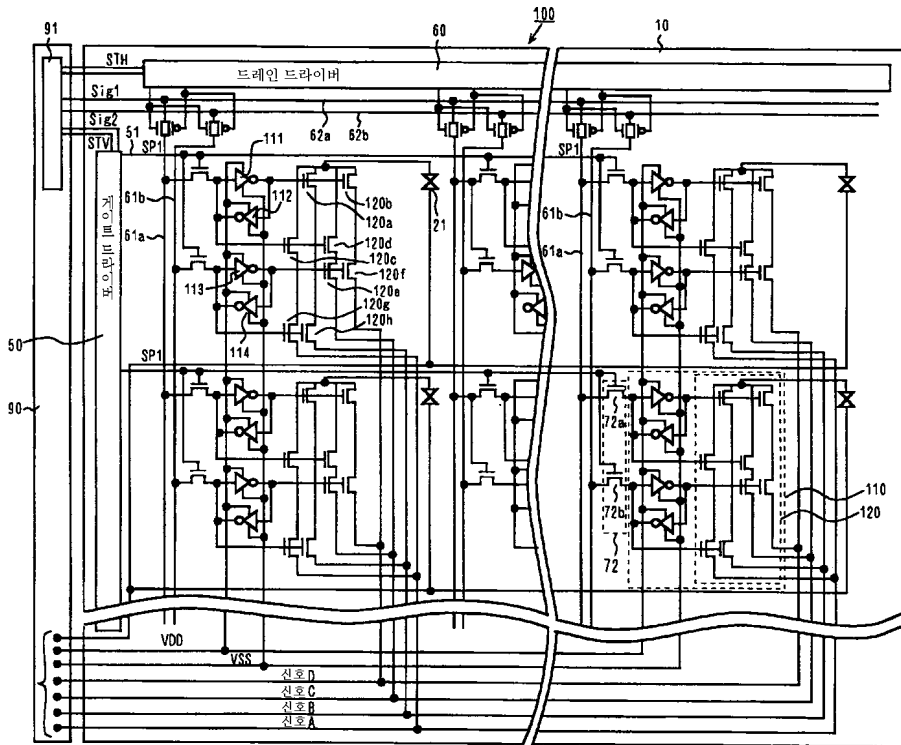 100
91
60
10
STH
드레인 드라이버
Sig1
Sig2
62a
62b
STV
51
SP1
111
SP1
61b
112
120b
21
61b
120a
61a
120d
61a
게이트 드라이버
120c
120f
113
120e
120g
50
120h
114
SP1
90
72a
110
72b
120
72
VDD
VSS
신호D
신호C
신호B
신호A